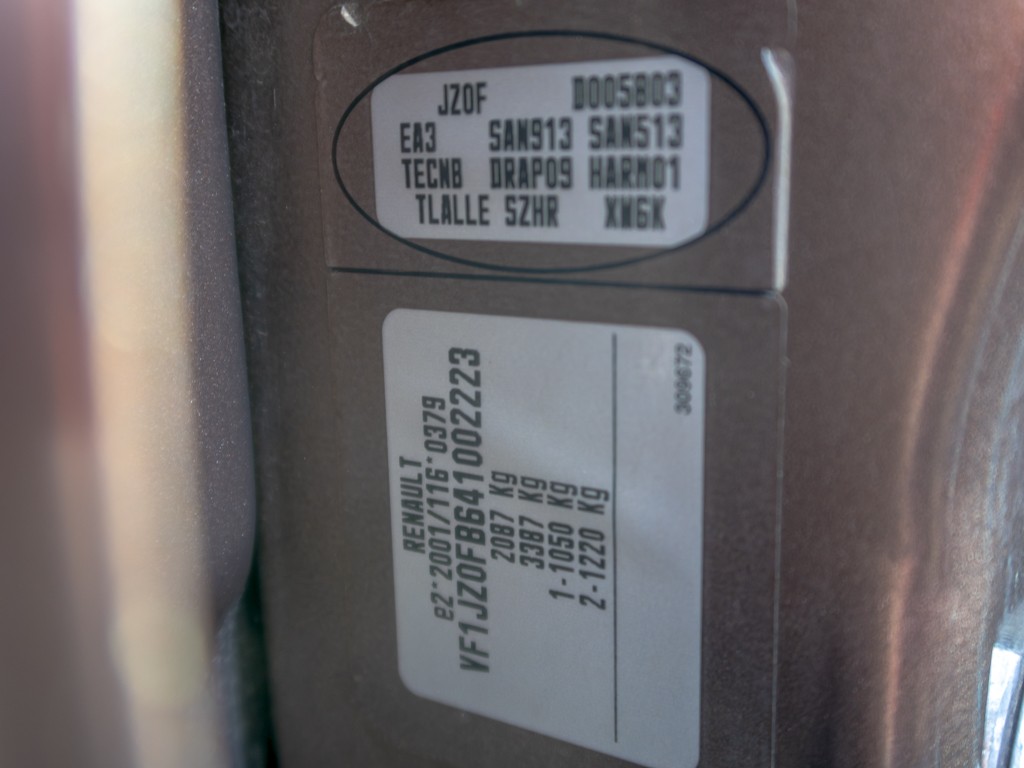 JZ0F D005803
EA3 SAN913 SAN513
TECNB DRAP09 HARM01
TLALLE SZHR XW6K
RENAULT
e2*2001/116*0379
VF1JZ0FB641002223
2087 Kg
3387 Kg
1-1050 Kg
2-1220 Kg
309672